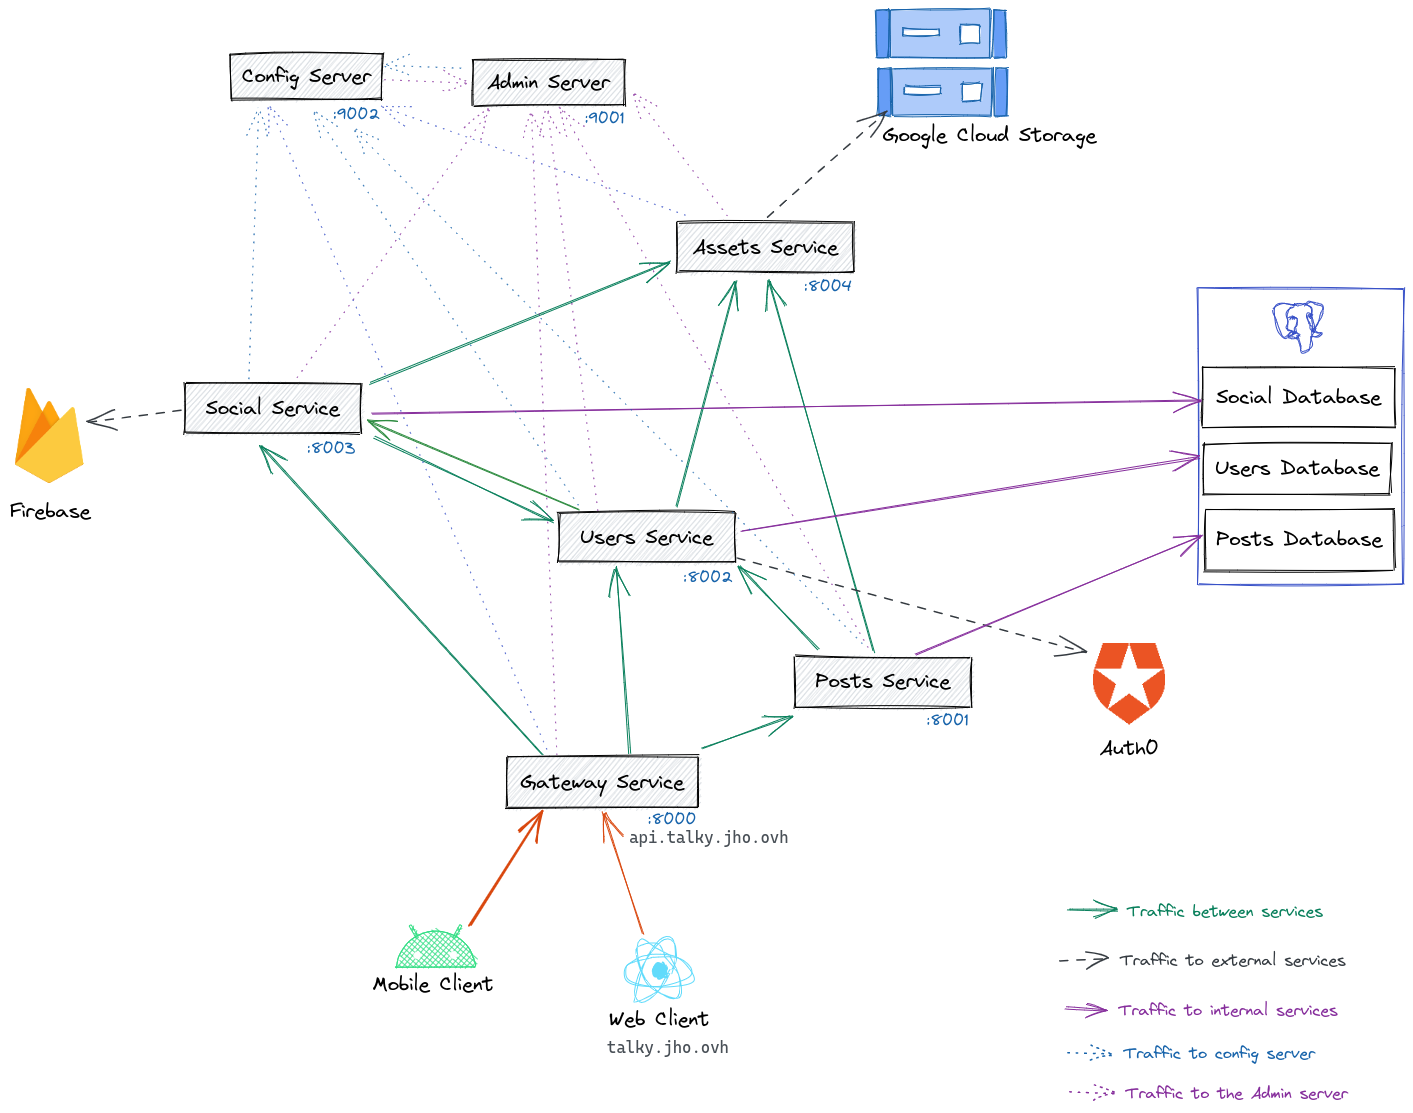 Config Server
:9002
Admin Server
:9001
Google Cloud Storage
Assets Service
:8004
Social Service
:8003
Firebase
Social Database
Users Database
Posts Database
Users Service
:8002
Posts Service
:8001
Auth0
Gateway Service
:8000
api.talky.jho.ovh
Mobile Client
Web Client
talky.jho.ovh
Traffic between services
Traffic to external services
Traffic to internal services
Traffic to config server
Traffic to the Admin server